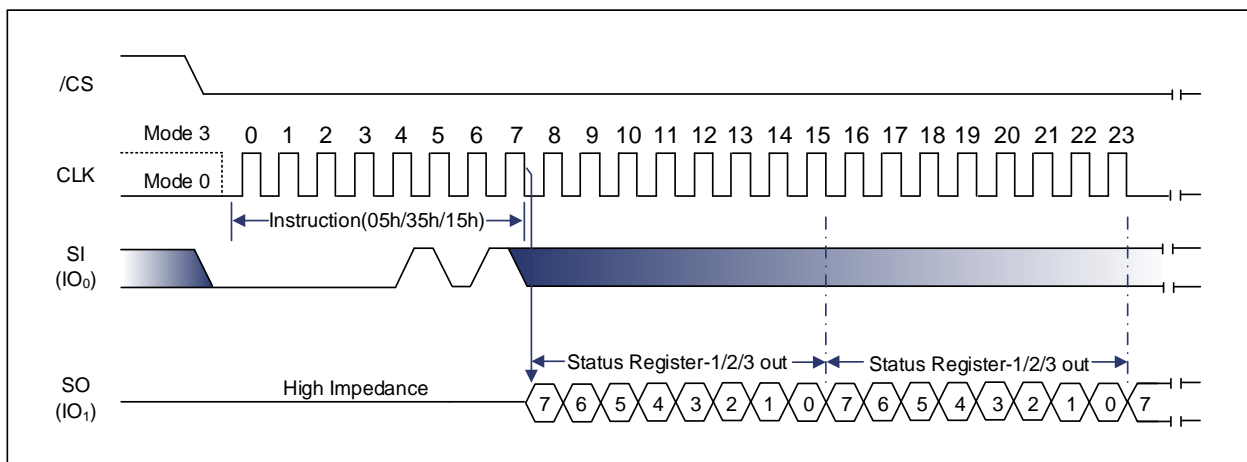 /CS
Mode 3
0 1 2 3 4 5 6 7 8 9 10 11 12 13 14 15 16 17 18 19 20 21 22 23
CLK
Mode 0
Instruction(05h/35h/15h)
SI
(IO0)
Status Register-1/2/3 out Status Register-1/2/3 out
SO
(IO1)
High Impedance
7 6 5 4 3 2 1 0 7 6 5 4 3 2 1 0 7